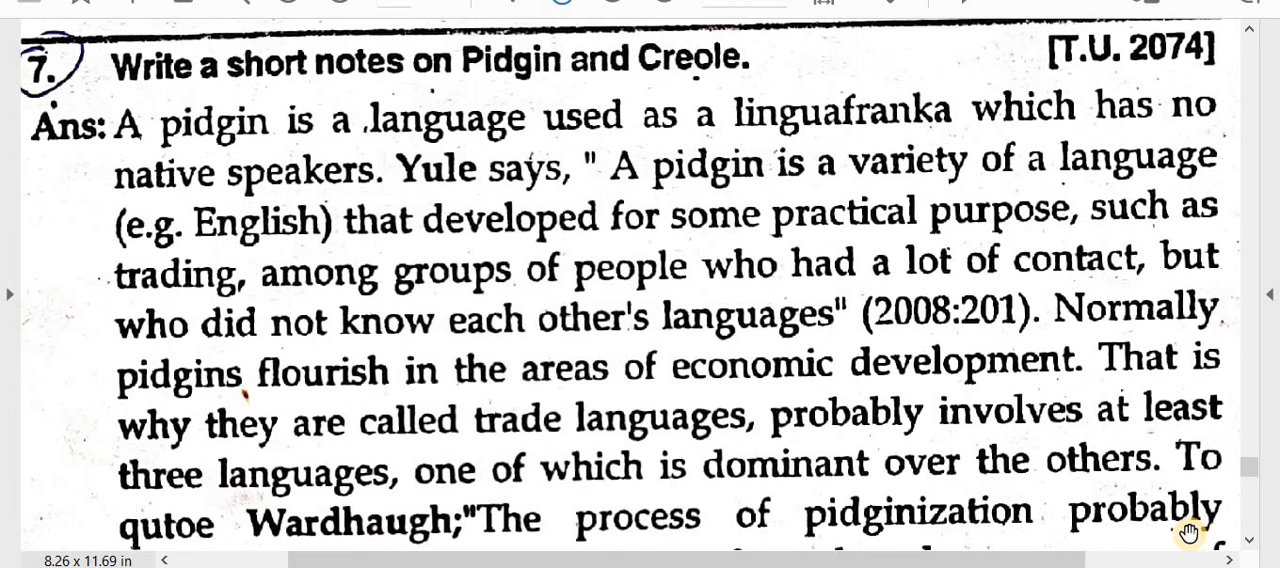 7. Write a short notes on Pidgin and Creole. [T.U. 2074]
Ans: A pidgin is a language used as a linguafranka which has no
native speakers. Yule says, " A pidgin is a variety of a language
(e.g. English) that developed for some practical purpose, such as
trading, among groups of people who had a lot of contact, but
who did not know each other's languages" (2008:201). Normally
pidgins flourish in the areas of economic development. That is
why they are called trade languages, probably involves at least
three languages, one of which is dominant over the others. To
qutoe Wardhaugh;"The process of pidginization probably
8.26 x 11.69 in